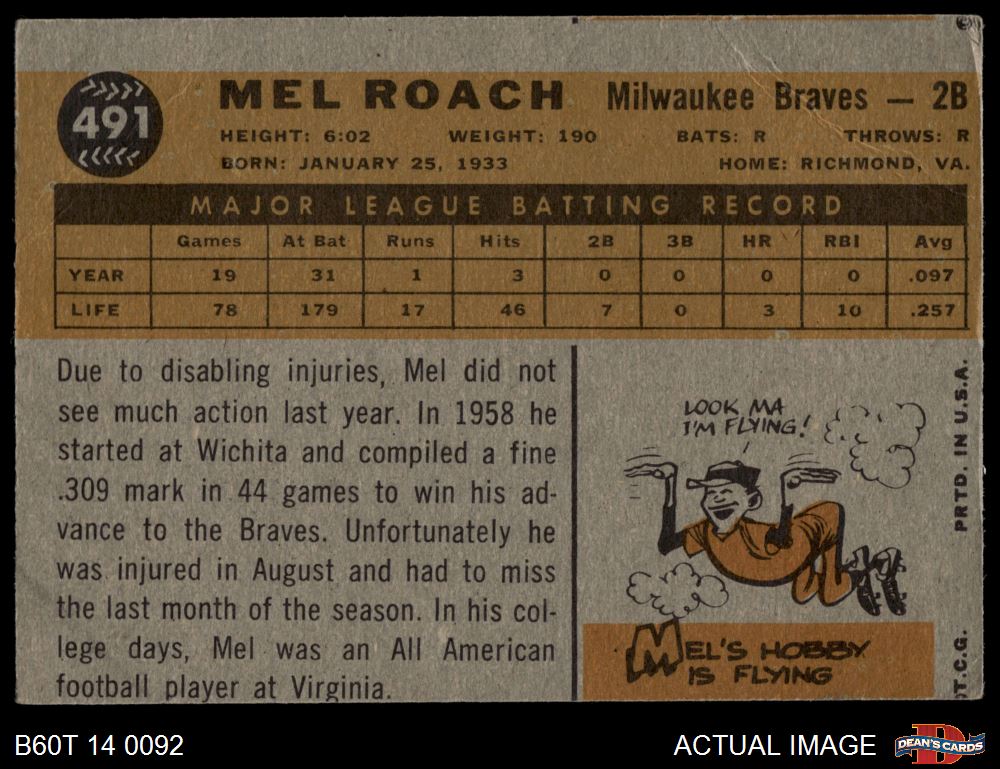 491
MEL ROACH Milwaukee Braves — 2B
HEIGHT: 6:02 WEIGHT: 190 BATS: R THROWS: R
BORN: JANUARY 25, 1933 HOME: RICHMOND, VA.
MAJOR LEAGUE BATTING RECORD
Games At Bat Runs Hits 2B 3B HR RBI Avg
YEAR 19 31 1 3 0 0 0 0 .097
LIFE 78 179 17 46 7 0 3 10 .257
Due to disabling injuries, Mel did not
see much action last year. In 1958 he
started at Wichita and compiled a fine
.309 mark in 44 games to win his ad-
vance to the Braves. Unfortunately he
was injured in August and had to miss
the last month of the season. In his col-
lege days, Mel was an All American
football player at Virginia.
LOOK MA
I'M FLYING!
MEL'S HOBBY
IS FLYING
T.C.G. PRTD. IN U.S.A.
B60T 14 0092
ACTUAL IMAGE
DEAN'S CARDS